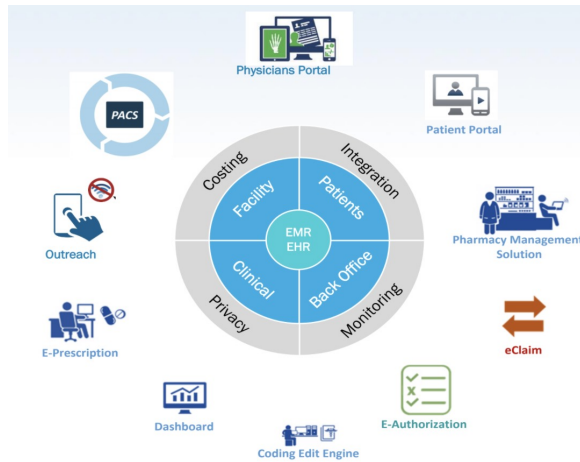 Physicians Portal
PACS
Patient Portal
Costing
Integration
Facility
Patients
EMR
EHR
Outreach
Pharmacy Management
Solution
Clinical
Back Office
Privacy
Monitoring
E-Prescription
eClaim
Dashboard
E-Authorization
Coding Edit Engine